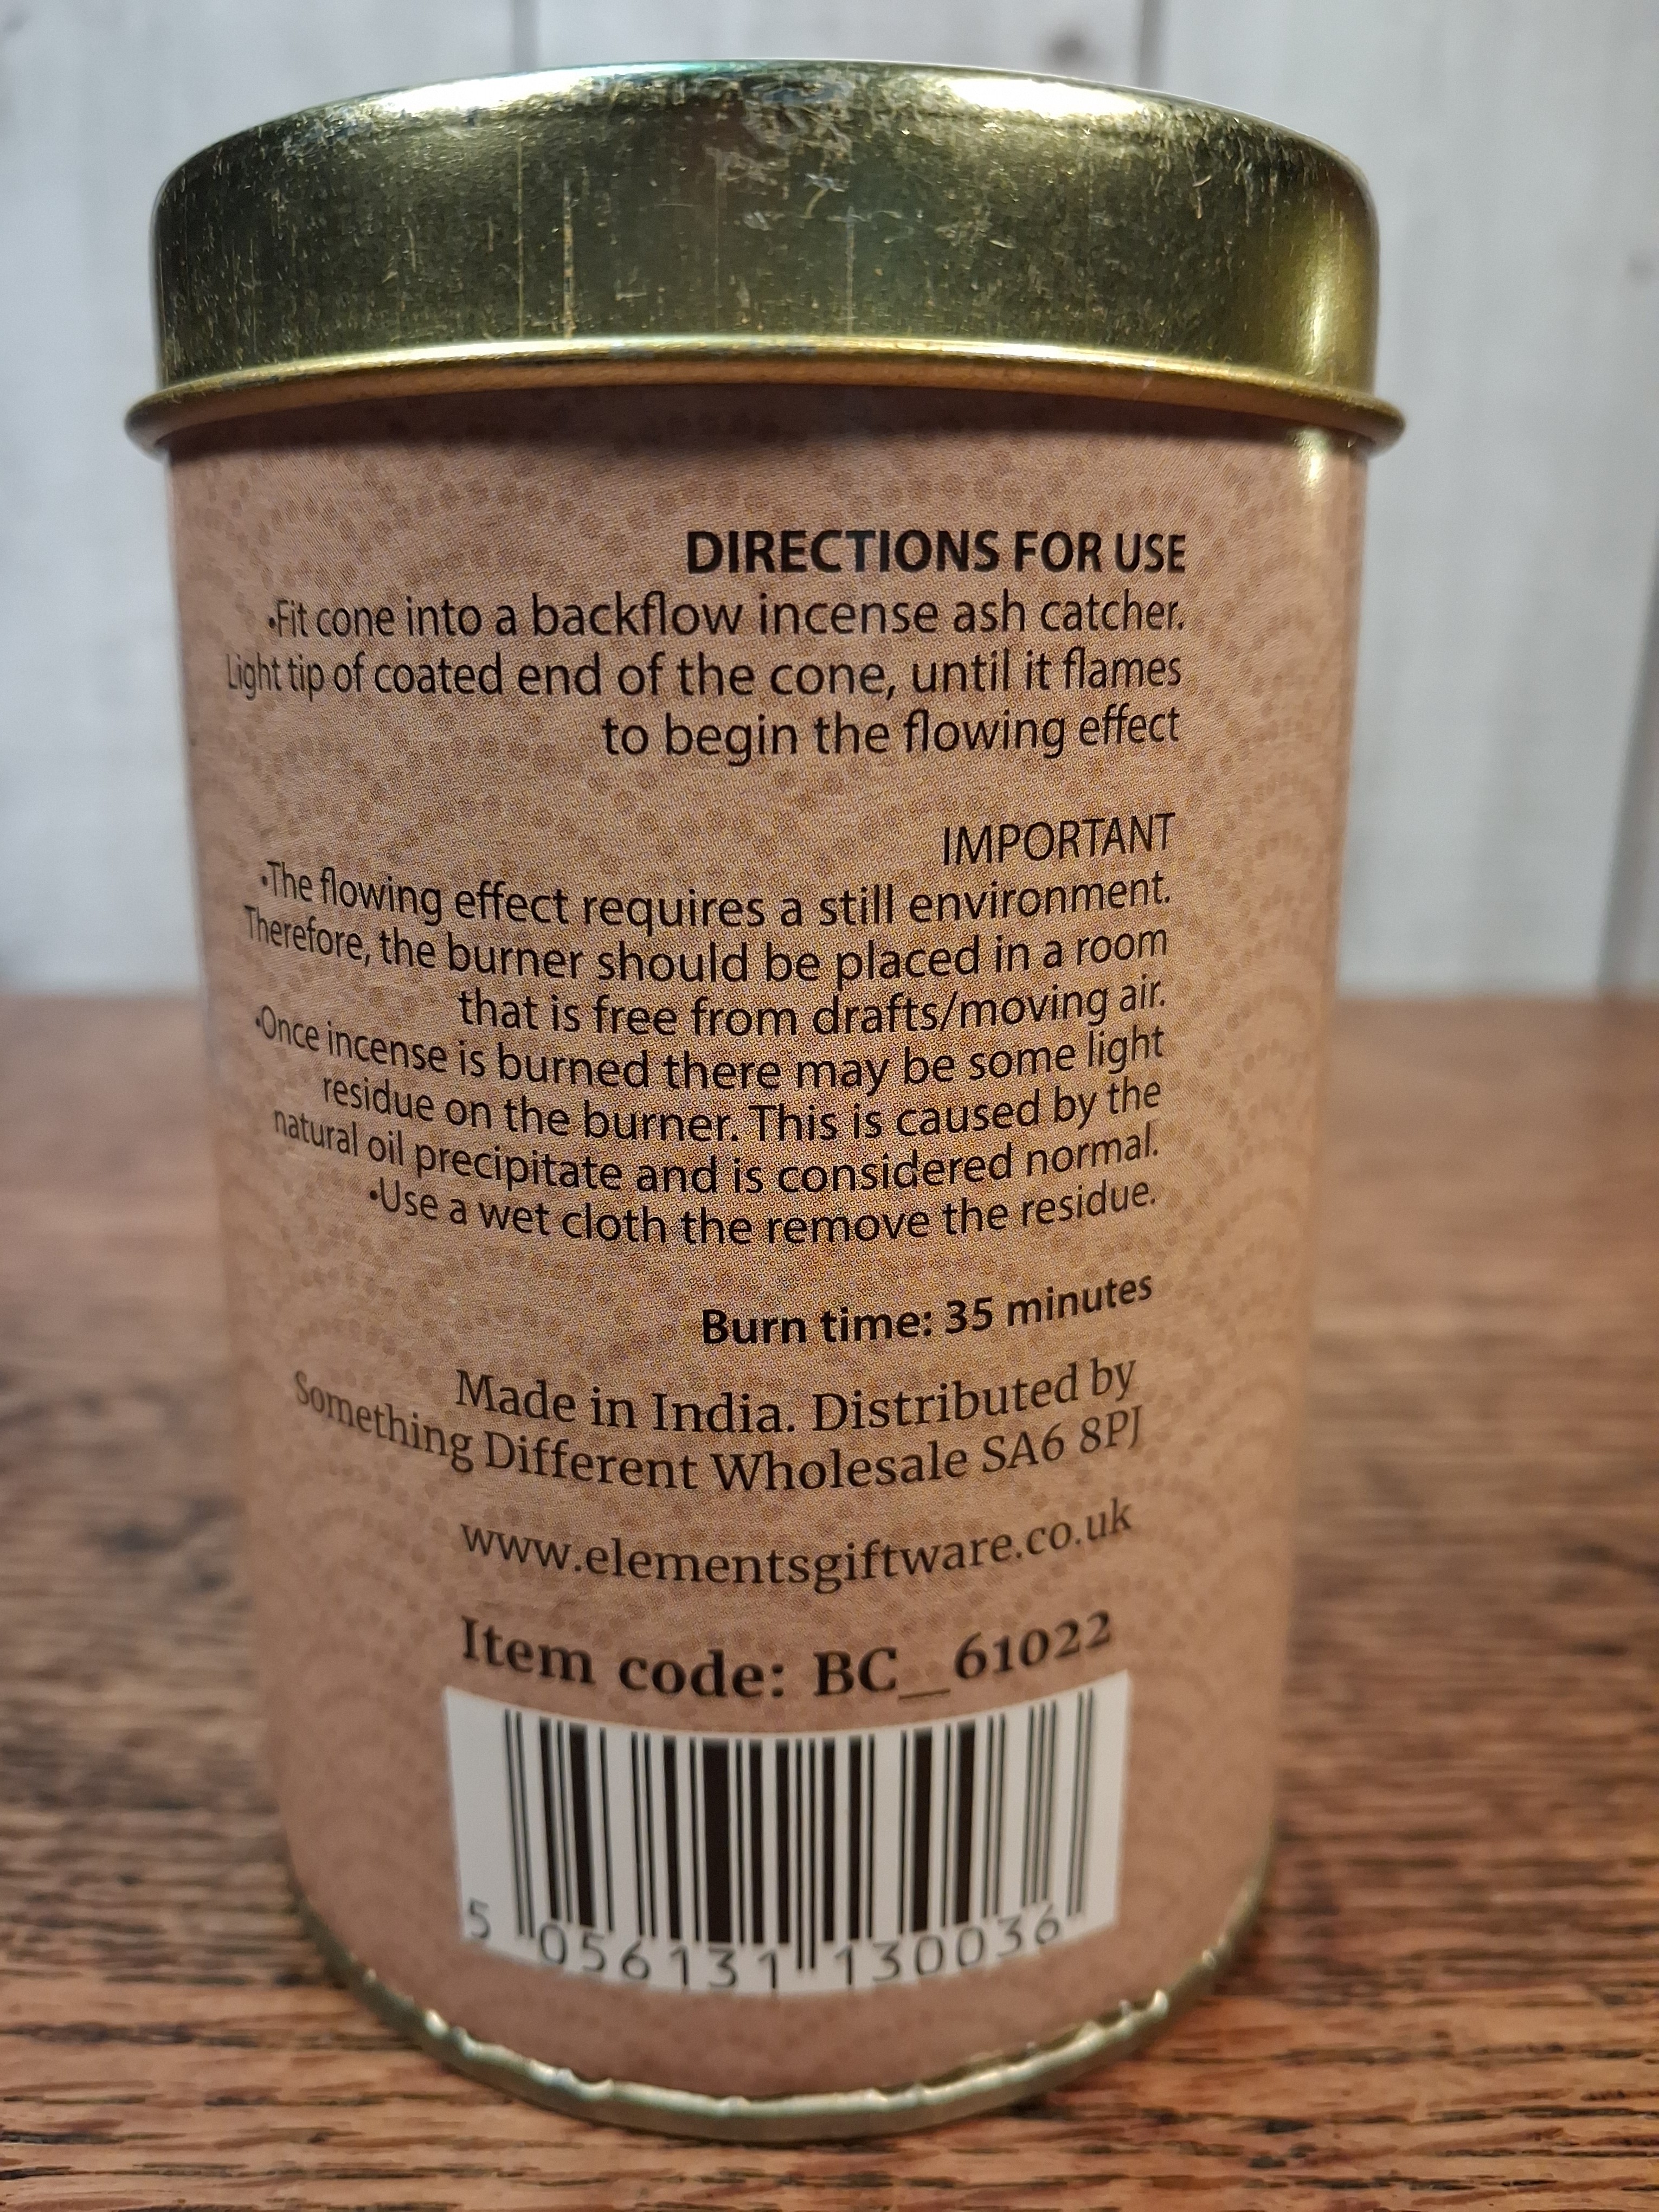 DIRECTIONS FOR USE
•Fit cone into a backflow incense ash catcher.
Light tip of coated end of the cone, until it flames
to begin the flowing effect
IMPORTANT
•The flowing effect requires a still environment.
Therefore, the burner should be placed in a room
that is free from drafts/moving air.
•Once incense is burned there may be some light
residue on the burner. This is caused by the
natural oil precipitate and is considered normal.
•Use a wet cloth the remove the residue.
Burn time: 35 minutes
Made in India. Distributed by
Something Different Wholesale SA6 8PJ
www.elementsgiftware.co.uk
Item code: BC_61022
5 056131 130036